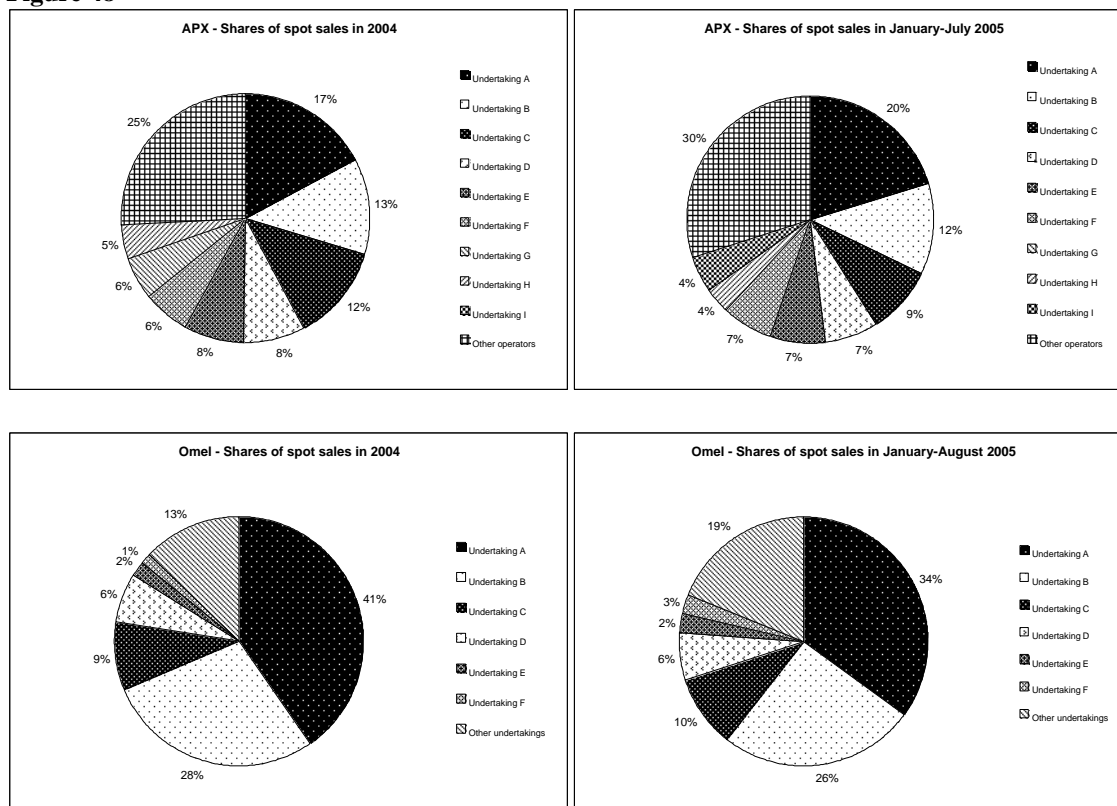 APX - Shares of spot sales in 2004
17%
13%
12%
8%
8%
6%
6%
5%
25%
Undertaking A
Undertaking B
Undertaking C
Undertaking D
Undertaking E
Undertaking F
Undertaking G
Undertaking H
Undertaking I
Other operators
APX - Shares of spot sales in January-July 2005
20%
12%
9%
7%
7%
7%
4%
4%
30%
Undertaking A
Undertaking B
Undertaking C
Undertaking D
Undertaking E
Undertaking F
Undertaking G
Undertaking H
Undertaking I
Other operators
Omel - Shares of spot sales in 2004
41%
28%
9%
6%
2%
1%
13%
Undertaking A
Undertaking B
Undertaking C
Undertaking D
Undertaking E
Undertaking F
Other undertakings
Omel - Shares of spot sales in January-August 2005
34%
26%
10%
6%
2%
3%
19%
Undertaking A
Undertaking B
Undertaking C
Undertaking D
Undertaking E
Undertaking F
Other undertakings